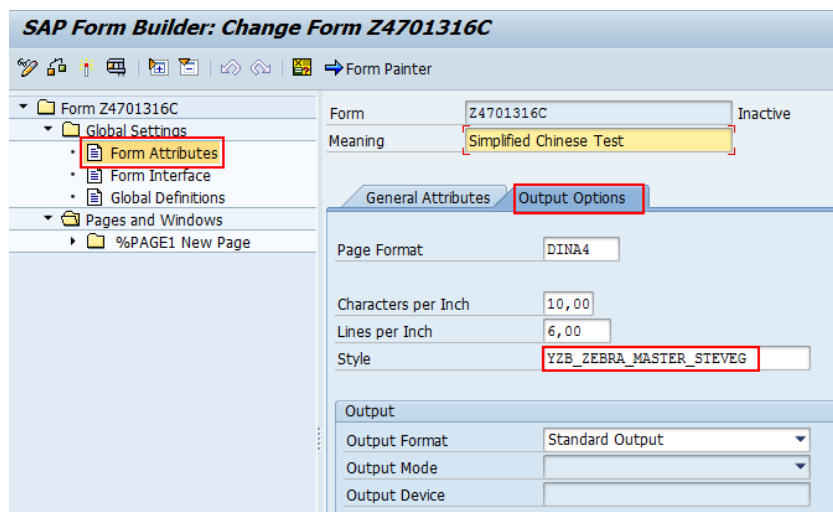 SAP Form Builder: Change Form Z4701316C
Form Painter
Form Z4701316C
Global Settings
Form Attributes
Form Interface
Global Definitions
Pages and Windows
%PAGE1 New Page
Form Z4701316C Inactive
Meaning Simplified Chinese Test
General Attributes Output Options
Page Format DINA4
Characters per Inch 10,00
Lines per Inch 6,00
Style YZB_ZEBRA_MASTER_STEVEG
Output
Output Format Standard Output
Output Mode
Output Device